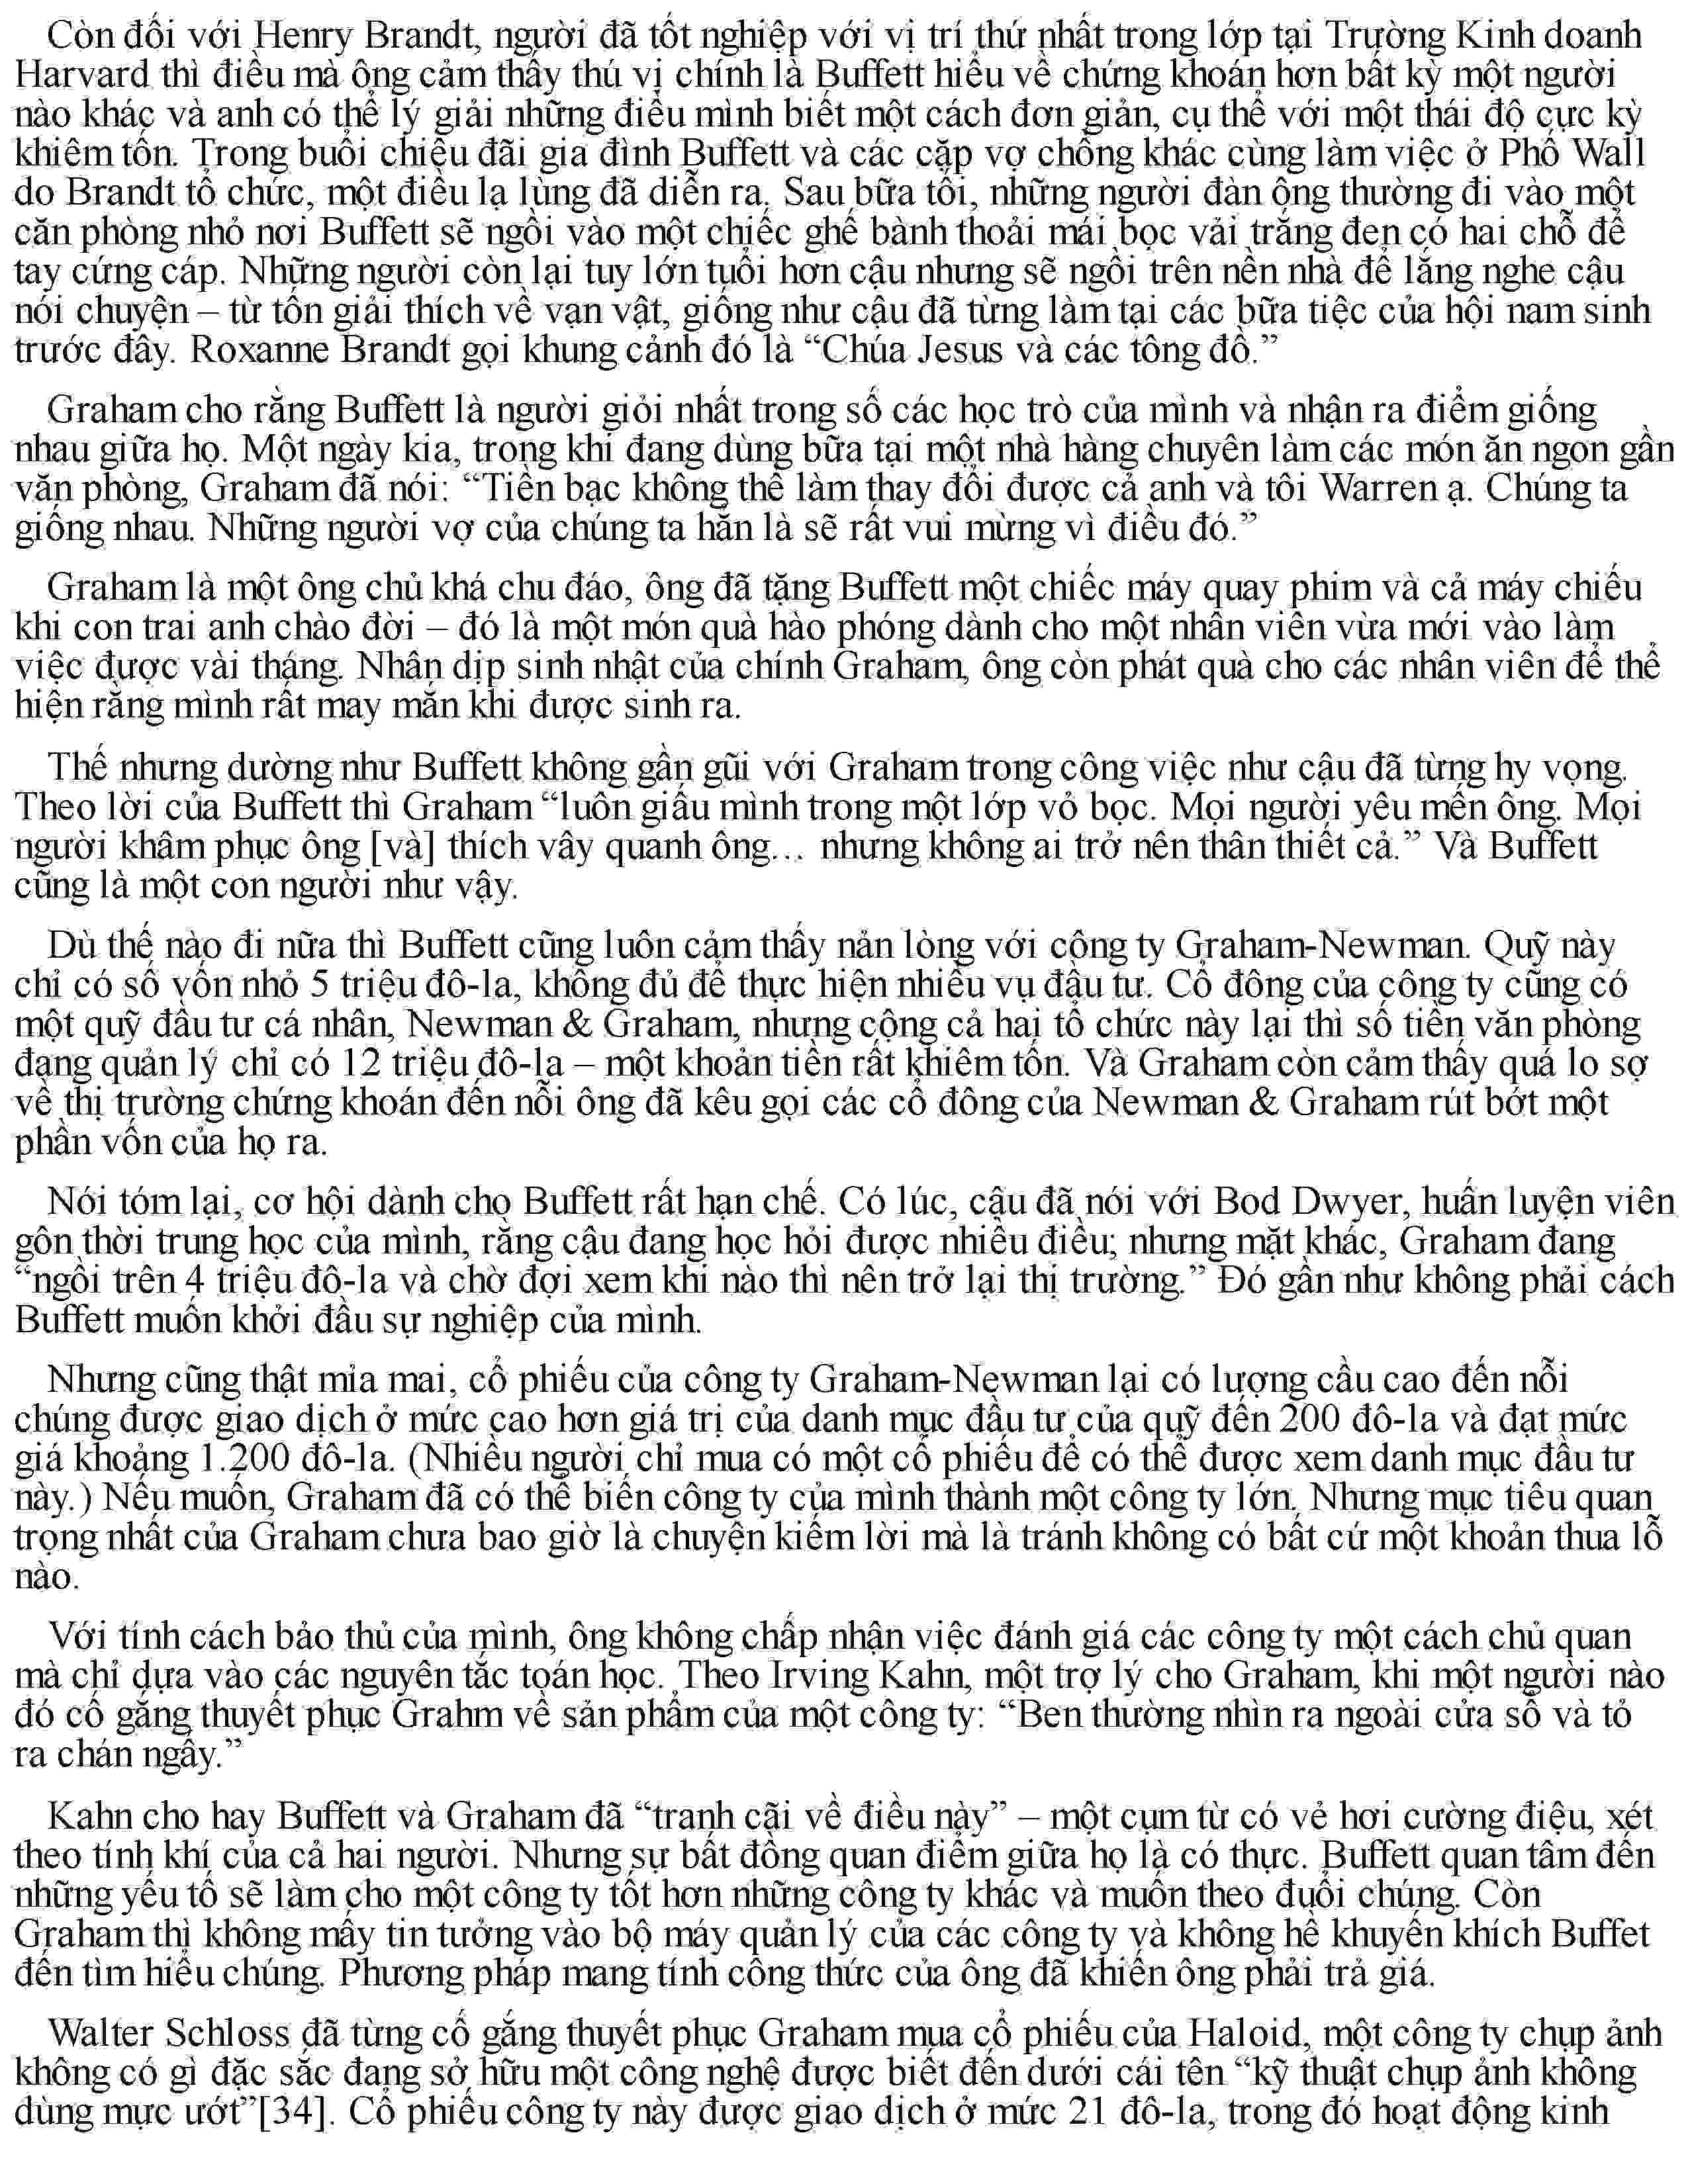 Còn đối với Henry Brandt, người đã tốt nghiệp với vị trí thứ nhất trong lớp tại Trường Kinh doanh
Harvard thì điều mà ông cảm thấy thú vị chính là Buffett hiểu về chứng khoán hơn bất kỳ một người
nào khác và anh có thể lý giải những điều mình biết một cách đơn giản, cụ thể với một thái độ cực kỳ
khiêm tốn. Trong buổi chiêu đãi gia đình Buffett và các cặp vợ chồng khác cùng làm việc ở Phố Wall
do Brandt tổ chức, một điều lạ lùng đã diễn ra. Sau bữa tối, những người đàn ông thường đi vào một
căn phòng nhỏ nơi Buffett sẽ ngồi vào một chiếc ghế bành thoải mái bọc vải trắng đen có hai chỗ để
tay cứng cáp. Những người còn lại tuy lớn tuổi hơn cậu nhưng sẽ ngồi trên nền nhà để lắng nghe cậu
nói chuyện – từ tốn giải thích về vạn vật, giống như cậu đã từng làm tại các bữa tiệc của hội nam sinh
trước đây. Roxanne Brandt gọi khung cảnh đó là “Chúa Jesus và các tông đồ.”
Graham cho rằng Buffett là người giỏi nhất trong số các học trò của mình và nhận ra điểm giống
nhau giữa họ. Một ngày kia, trong khi đang dùng bữa tại một nhà hàng chuyên làm các món ăn ngon gần
văn phòng, Graham đã nói: “Tiền bạc không thể làm thay đổi được cả anh và tôi Warren ạ. Chúng ta
giống nhau. Những người vợ của chúng ta hẳn là sẽ rất vui mừng vì điều đó.”
Graham là một ông chủ khá chu đáo, ông đã tặng Buffett một chiếc máy quay phim và cả máy chiếu
khi con trai anh chào đời – đó là một món quà hào phóng dành cho một nhân viên vừa mới vào làm
việc được vài tháng. Nhân dịp sinh nhật của chính Graham, ông còn phát quà cho các nhân viên để thể
hiện rằng mình rất may mắn khi được sinh ra.
Thế nhưng dường như Buffett không gần gũi với Graham trong công việc như cậu đã từng hy vọng.
Theo lời của Buffett thì Graham “luôn giấu mình trong một lớp vỏ bọc. Mọi người yêu mến ông. Mọi
người khâm phục ông [và] thích vây quanh ông… nhưng không ai trở nên thân thiết cả.” Và Buffett
cũng là một con người như vậy.
Dù thế nào đi nữa thì Buffett cũng luôn cảm thấy nản lòng với công ty Graham-Newman. Quỹ này
chỉ có số vốn nhỏ 5 triệu đô-la, không đủ để thực hiện nhiều vụ đầu tư. Cổ đông của công ty cũng có
một quỹ đầu tư cá nhân, Newman & Graham, nhưng cộng cả hai tổ chức này lại thì số tiền văn phòng
đang quản lý chỉ có 12 triệu đô-la – một khoản tiền rất khiêm tốn. Và Graham còn cảm thấy quá lo sợ
về thị trường chứng khoán đến nỗi ông đã kêu gọi các cổ đông của Newman & Graham rút bớt một
phần vốn của họ ra.
Nói tóm lại, cơ hội dành cho Buffett rất hạn chế. Có lúc, cậu đã nói với Bod Dwyer, huấn luyện viên
gôn thời trung học của mình, rằng cậu đang học hỏi được nhiều điều; nhưng mặt khác, Graham đang
“ngồi trên 4 triệu đô-la và chờ đợi xem khi nào thì nên trở lại thị trường.” Đó gần như không phải cách
Buffett muốn khởi đầu sự nghiệp của mình.
Nhưng cũng thật mỉa mai, cổ phiếu của công ty Graham-Newman lại có lượng cầu cao đến nỗi
chúng được giao dịch ở mức cao hơn giá trị của danh mục đầu tư của quỹ đến 200 đô-la và đạt mức
giá khoảng 1.200 đô-la. (Nhiều người chỉ mua có một cổ phiếu để có thể được xem danh mục đầu tư
này.) Nếu muốn, Graham đã có thể biến công ty của mình thành một công ty lớn. Nhưng mục tiêu quan
trọng nhất của Graham chưa bao giờ là chuyện kiếm lời mà là tránh không có bất cứ một khoản thua lỗ
nào.
Với tính cách bảo thủ của mình, ông không chấp nhận việc đánh giá các công ty một cách chủ quan
mà chỉ dựa vào các nguyên tắc toán học. Theo Irving Kahn, một trợ lý cho Graham, khi một người nào
đó cố gắng thuyết phục Grahm về sản phẩm của một công ty: “Ben thường nhìn ra ngoài cửa sổ và tỏ
ra chán ngấy.”
Kahn cho hay Buffett và Graham đã “tranh cãi về điều này” – một cụm từ có vẻ hơi cường điệu, xét
theo tính khí của cả hai người. Nhưng sự bất đồng quan điểm giữa họ là có thực. Buffett quan tâm đến
những yếu tố sẽ làm cho một công ty tốt hơn những công ty khác và muốn theo đuổi chúng. Còn
Graham thì không mấy tin tưởng vào bộ máy quản lý của các công ty và không hề khuyến khích Buffet
đến tìm hiểu chúng. Phương pháp mang tính công thức của ông đã khiến ông phải trả giá.
Walter Schloss đã từng cố gắng thuyết phục Graham mua cổ phiếu của Haloid, một công ty chụp ảnh
không có gì đặc sắc đang sở hữu một công nghệ được biết đến dưới cái tên “kỹ thuật chụp ảnh không
dùng mực ướt”[34]. Cổ phiếu công ty này được giao dịch ở mức 21 đô-la, trong đó hoạt động kinh